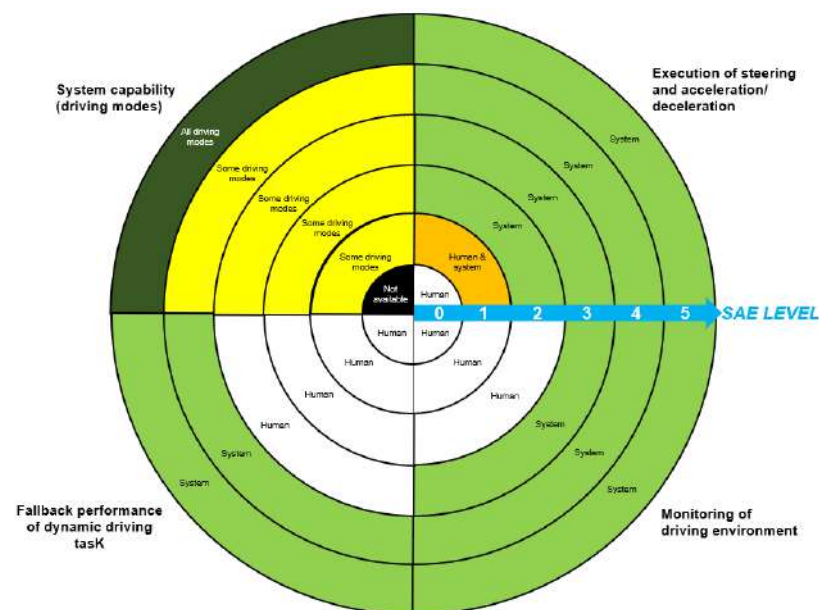 System capability
(driving modes)
Execution of steering
and acceleration/
deceleration
All driving
modes
Some driving
modes
Some driving
modes
Some driving
modes
Some driving
modes
Not
available
System
System
System
System
Human &
system
Human
0 1 2 3 4 5 SAE LEVEL
Human
Human
Human
Human
System
System
Human
Human
Human
System
System
System
Fallback performance
of dynamic driving
tasK
Monitoring of
driving environment